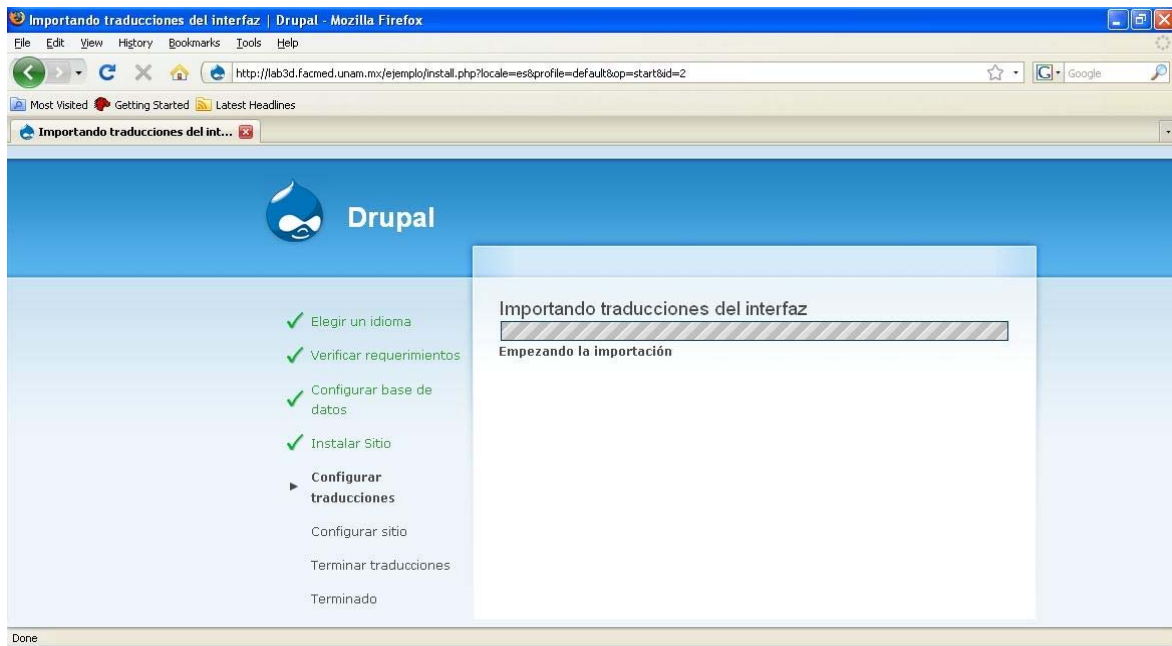 Importando traducciones del interfaz | Drupal - Mozilla Firefox
File Edit View History Bookmarks Tools Help
http://lab3d.facmed.unam.mx/ejemplo/install.php?locale=es&profile=default&op=start&id=2
G Google
Most Visited Getting Started Latest Headlines
Importando traducciones del int...
Drupal
Elegir un idioma
Verificar requerimientos
Configurar base de
datos
Instalar Sitio
Configurar
traducciones
Configurar sitio
Terminar traducciones
Terminado
Importando traducciones del interfaz
Empezando la importación
Done